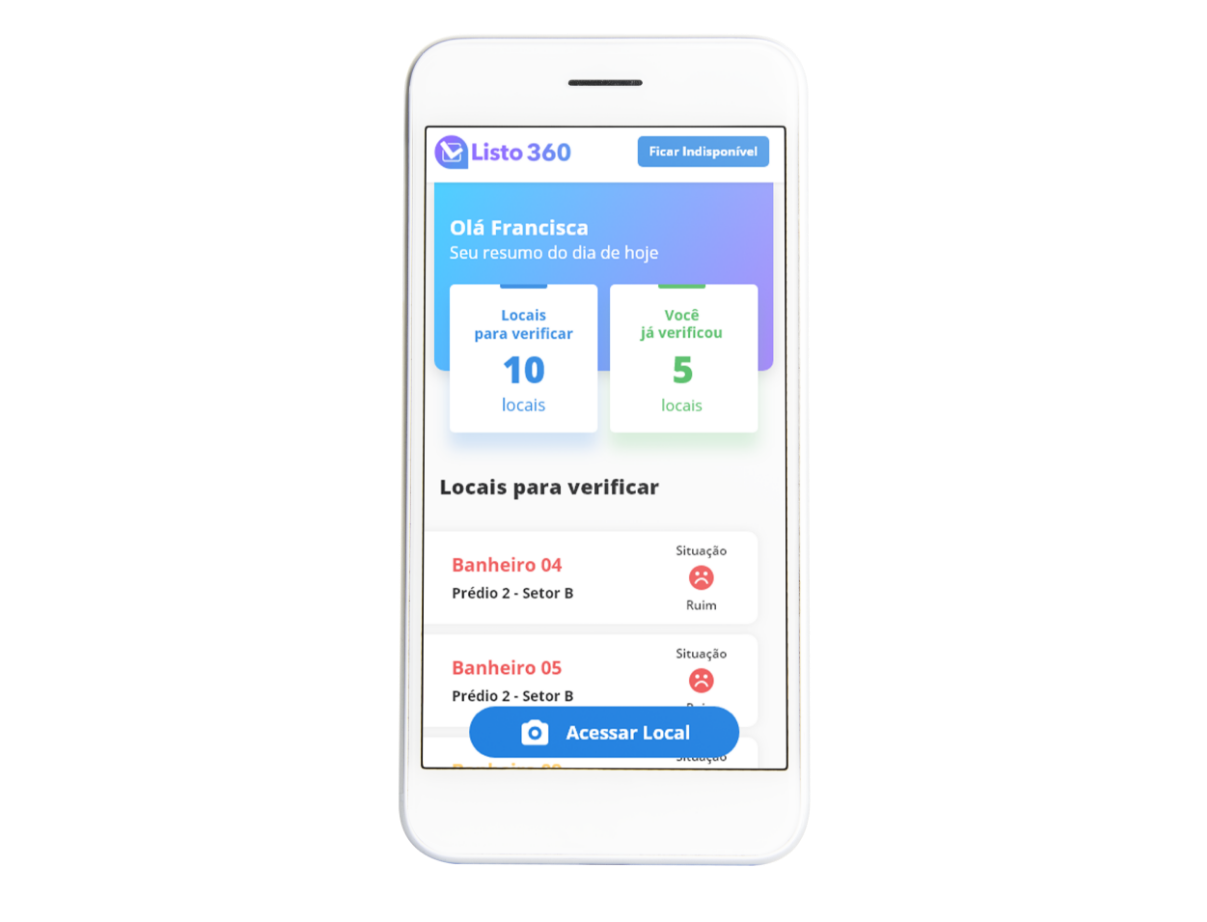 Listo 360
Ficar Indisponível
Olá Francisca
Seu resumo do dia de hoje
Locais
para verificar
10
locais
Você
já verificou
5
locais
Locais para verificar
Banheiro 04
Prédio 2 - Setor B
Situação
Ruim
Banheiro 05
Prédio 2 - Setor B
Situação
Acessar Local
Situação